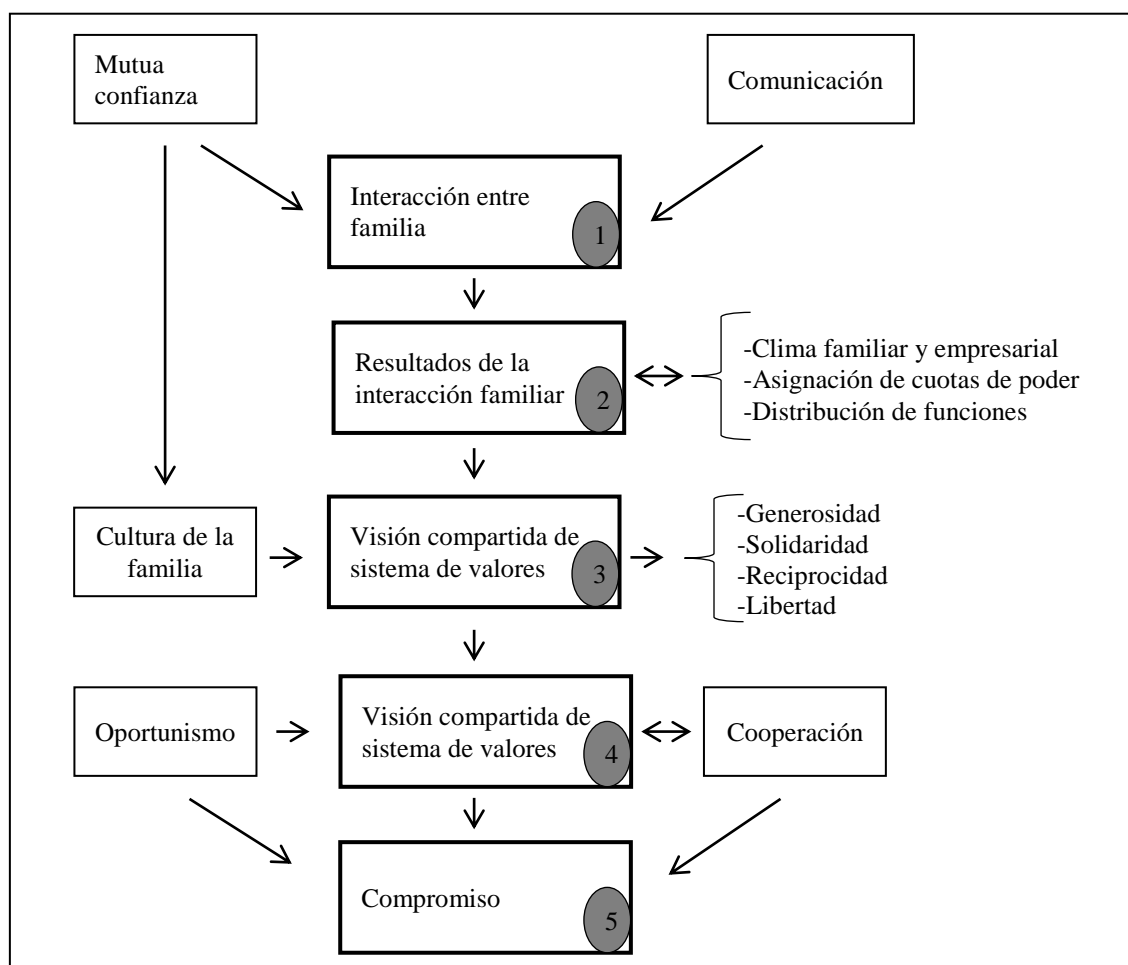 Mutua
confianza
Comunicación
Interacción entre
familia
1
Resultados de la
interacción familiar
2
-Clima familiar y empresarial
-Asignación de cuotas de poder
-Distribución de funciones
Cultura de la
familia
Visión compartida de
sistema de valores
3
-Generosidad
-Solidaridad
-Reciprocidad
-Libertad
Oportunismo
Visión compartida de
sistema de valores
4
Cooperación
Compromiso
5